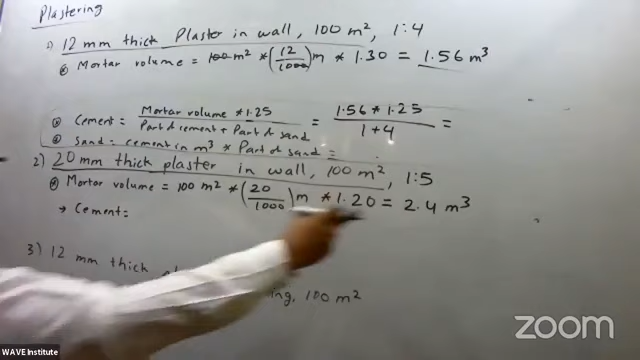 Plastering
1) 12 mm thick Plaster in wall, 100 m², 1:4
⊛ Mortar volume = 100 m² * (12/1000) m * 1.30 = 1.56 m³
⊛ Cement = Mortar volume * 1.25 / Part of cement + Part of sand = 1.56 * 1.25 / 1 + 4 =
⊛ Sand = cement in m³ * Part of sand =
2) 20 mm thick plaster in wall, 100 m², 1:5
⊛ Mortar volume = 100 m² * (20/1000) m * 1.20 = 2.4 m³
→ Cement:
3) 12 mm thick
100 m²
WAVE Institute
zoom